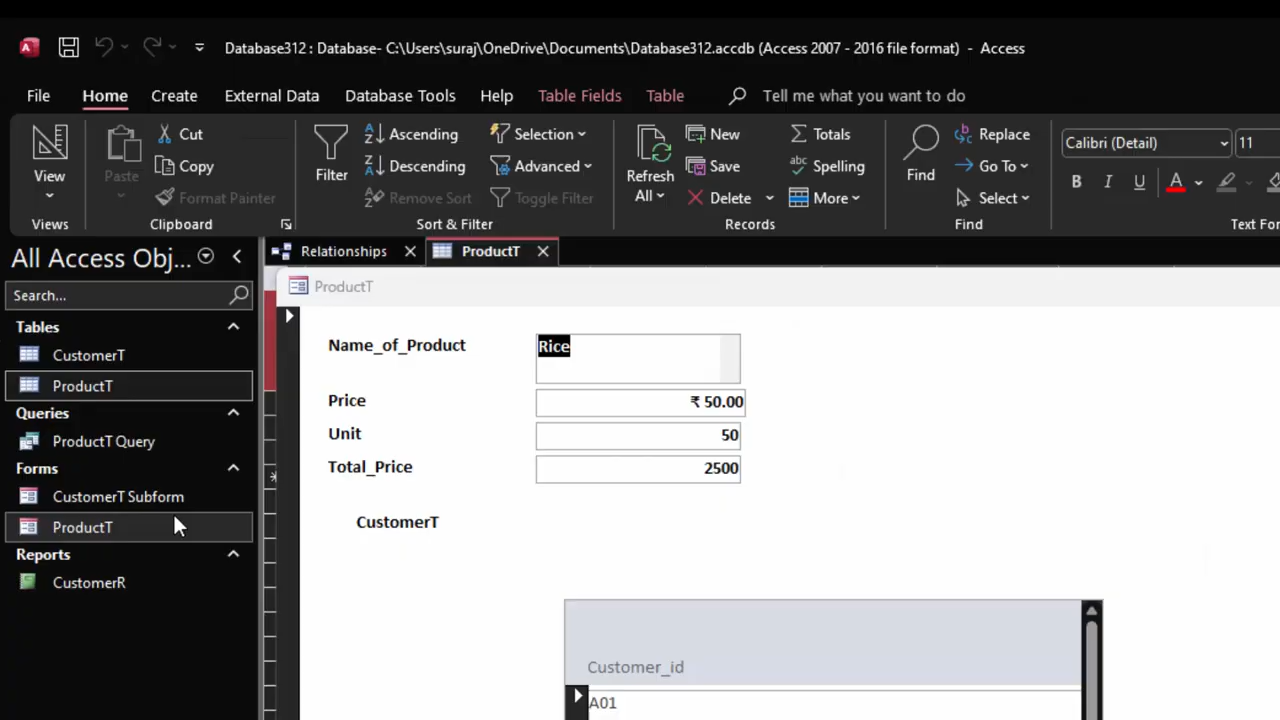 Database312 : Database- C:\Users\suraj\OneDrive\Documents\Database312.accdb (Access 2007 - 2016 file format) - Access
File Home Create External Data Database Tools Help Table Fields Table Tell me what you want to do
View
Views
Paste
Cut
Copy
Format Painter
Clipboard
Filter
Ascending
Descending
Remove Sort
Selection
Advanced
Toggle Filter
Sort & Filter
Refresh
All
New
Save
Delete
Totals
Spelling
More
Records
Find
Replace
Go To
Select
Find
Calibri (Detail) 11
B I U A
Text For
All Access Obj...
Search...
Tables
CustomerT
ProductT
Queries
ProductT Query
Forms
CustomerT Subform
ProductT
Reports
CustomerR
Relationships ProductT
ProductT
Name_of_Product Rice
Price ₹ 50.00
Unit 50
Total_Price 2500
CustomerT
Customer_id
A01